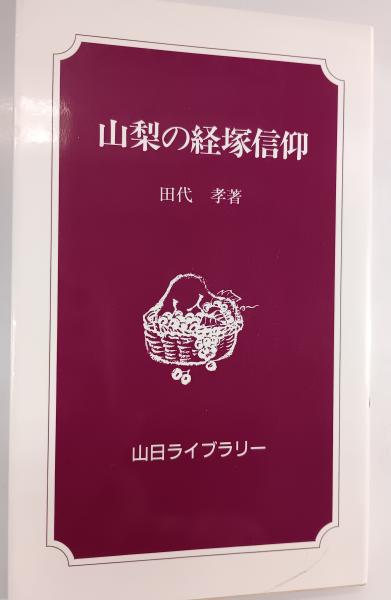 山梨の経塚信仰
田代 孝著
山日ライブラリー